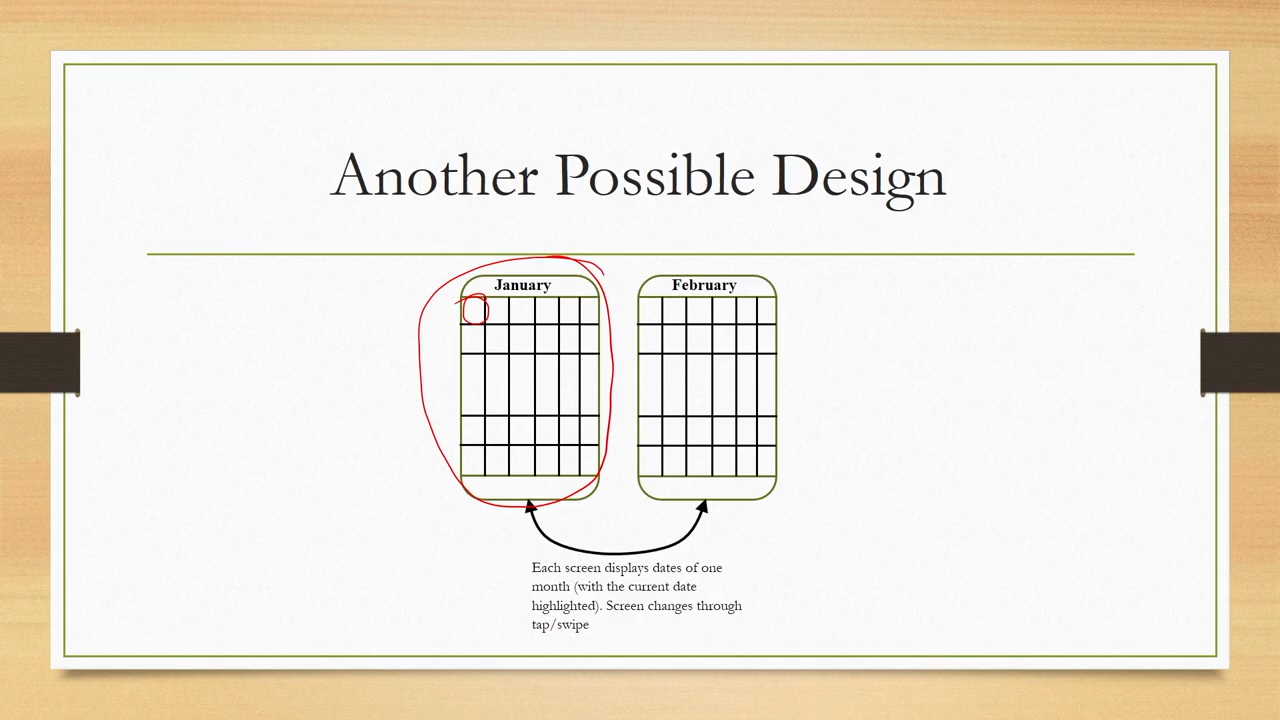 Another Possible Design
January
February
Each screen displays dates of one
month (with the current date
highlighted). Screen changes through
tap/swipe